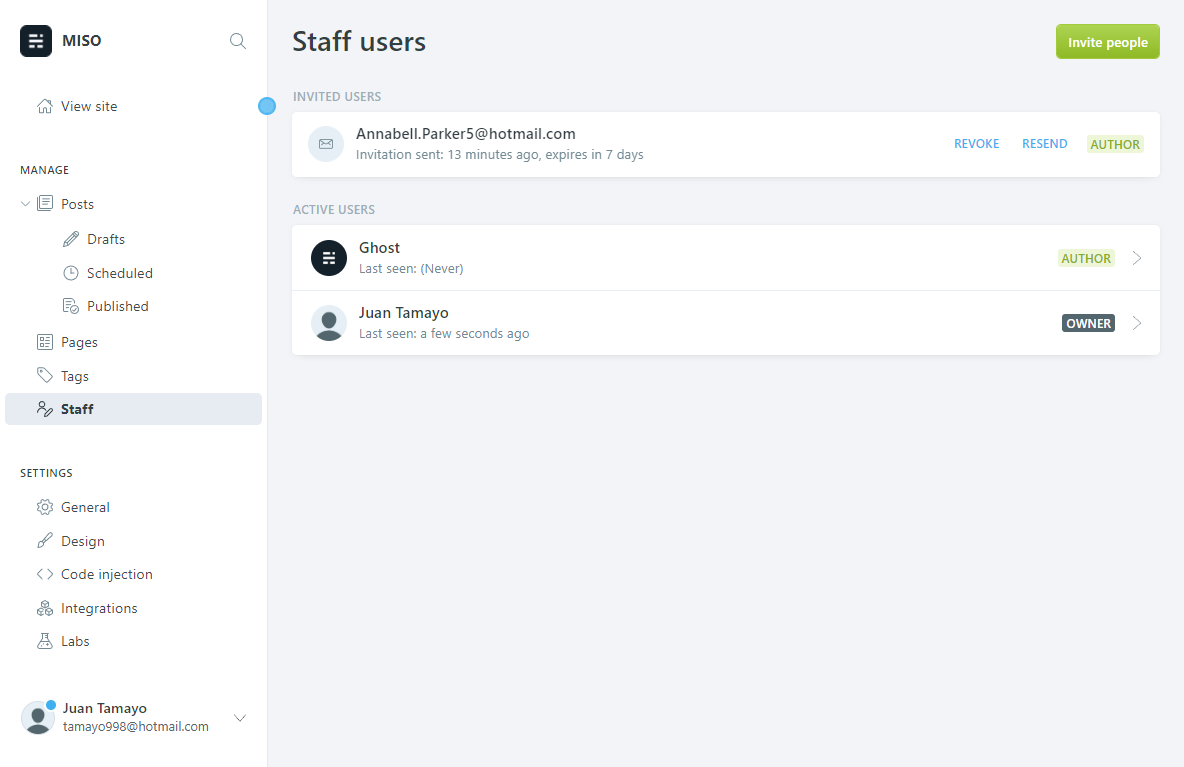 MISO
View site
MANAGE
Posts
Drafts
Scheduled
Published
Pages
Tags
Staff
SETTINGS
General
Design
Code injection
Integrations
Labs
Juan Tamayo
tamayo998@hotmail.com
Staff users
Invite people
INVITED USERS
Annabell.Parker5@hotmail.com
Invitation sent: 13 minutes ago, expires in 7 days
REVOKE RESEND AUTHOR
ACTIVE USERS
Ghost
Last seen: (Never)
AUTHOR
Juan Tamayo
Last seen: a few seconds ago
OWNER